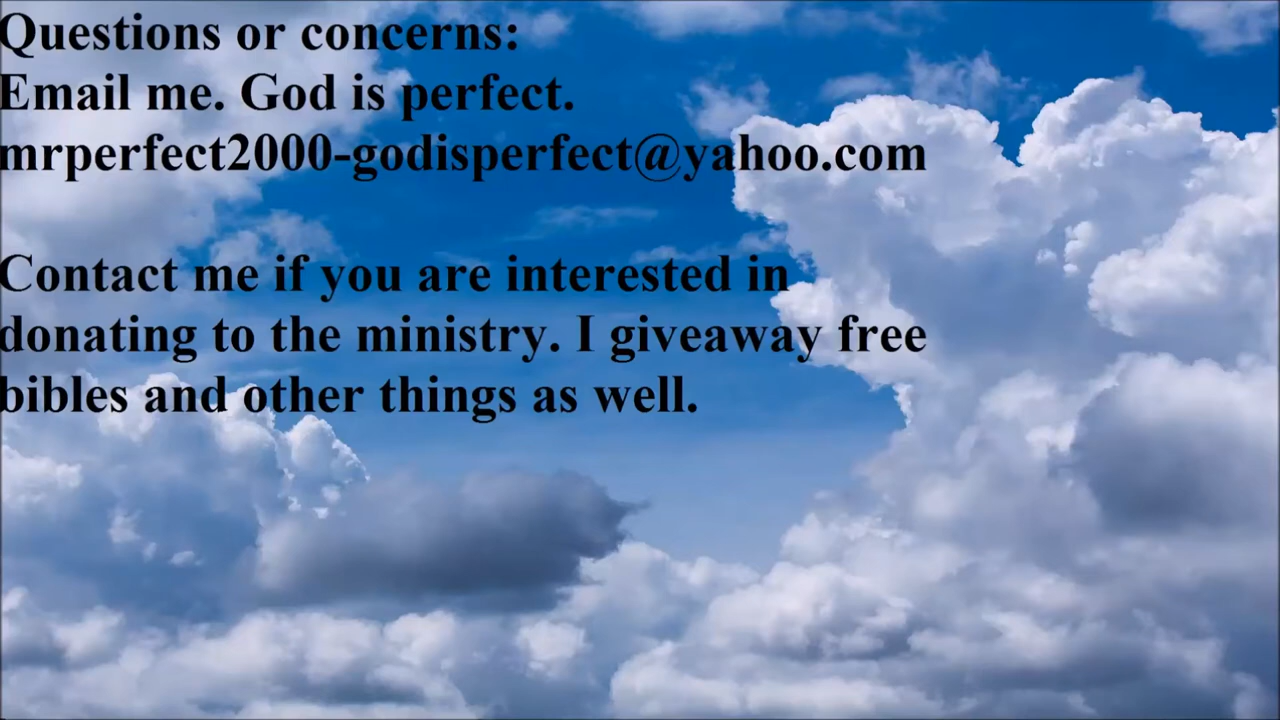 Questions or concerns:
Email me. God is perfect.
mrperfect2000-godisperfect@yahoo.com
Contact me if you are interested in
donating to the ministry. I giveaway free
bibles and other things as well.